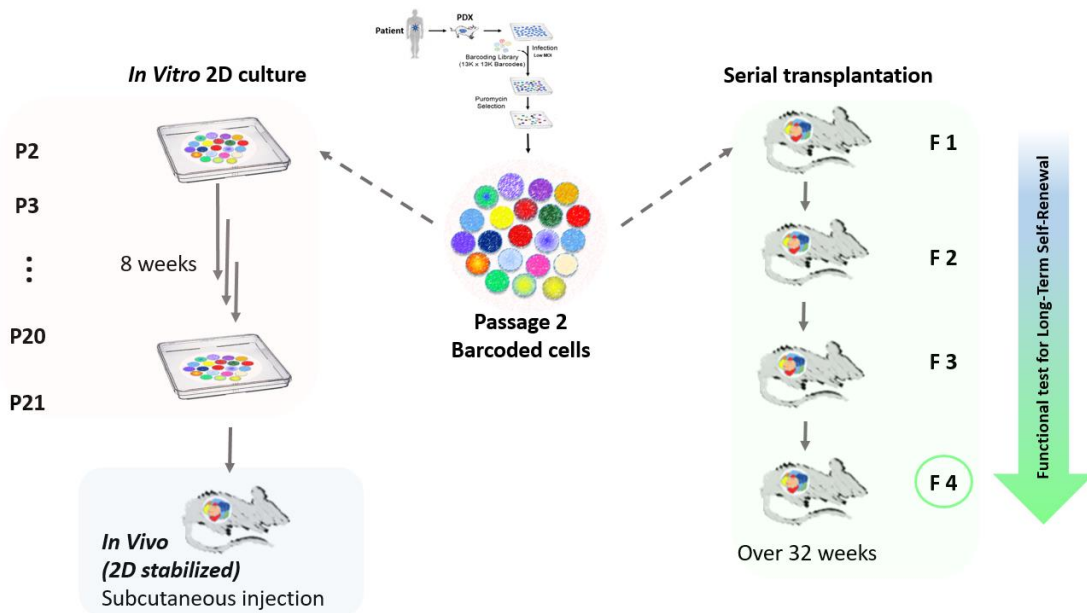 Patient
PDX
Infection
Low MOI
Barcoding Library
(13K x 13K Barcodes)
Puromycin
Selection
In Vitro 2D culture
P2
P3
8 weeks
P20
P21
In Vivo
(2D stabilized)
Subcutaneous injection
Passage 2
Barcoded cells
Serial transplantation
F 1
F 2
F 3
F 4
Over 32 weeks
Functional test for Long-Term Self-Renewal